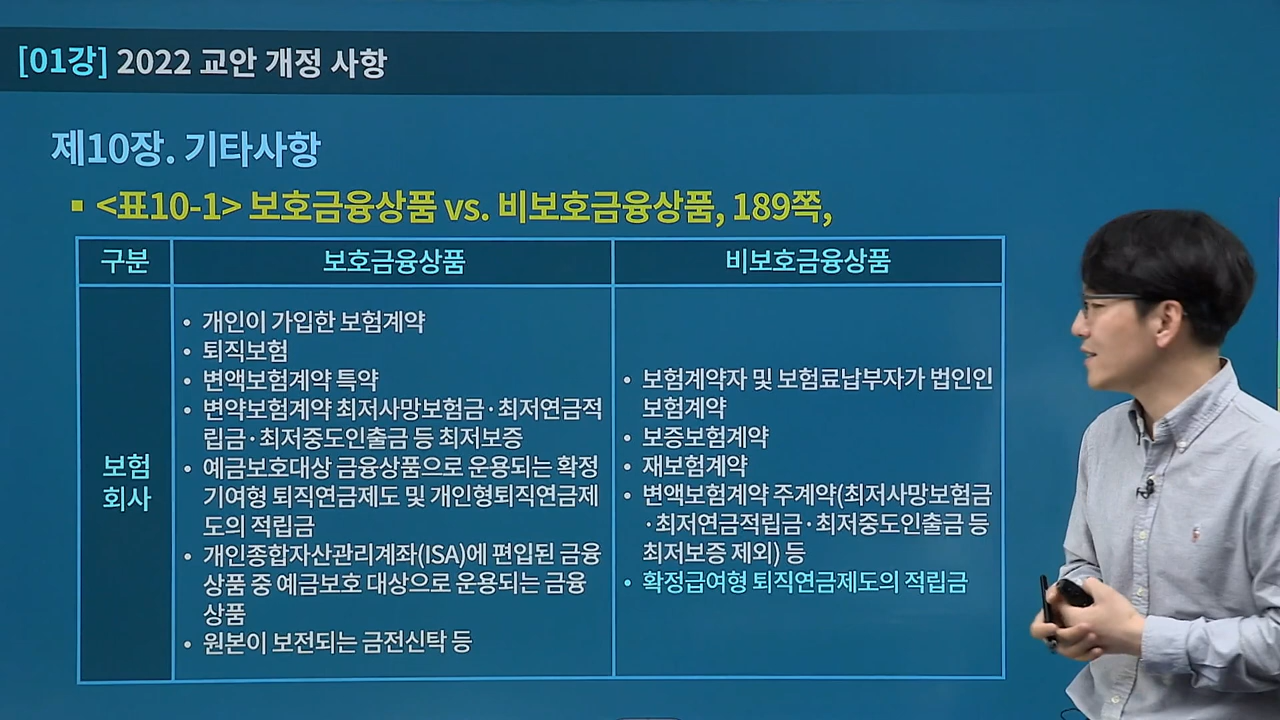 [01강] 2022 교안 개정 사항
제10장. 기타사항
▪ <표10-1> 보호금융상품 vs. 비보호금융상품, 189쪽,
구분
보호금융상품
비보호금융상품
보험
회사
• 개인이 가입한 보험계약
• 퇴직보험
• 변액보험계약 특약
• 변약보험계약 최저사망보험금·최저연금적
립금·최저중도인출금 등 최저보증
• 예금보호대상 금융상품으로 운용되는 확정
기여형 퇴직연금제도 및 개인형퇴직연금제
도의 적립금
• 개인종합자산관리계좌(ISA)에 편입된 금융
상품 중 예금보호 대상으로 운용되는 금융
상품
• 원본이 보전되는 금전신탁 등
• 보험계약자 및 보험료납부자가 법인인
보험계약
• 보증보험계약
• 재보험계약
• 변액보험계약 주계약(최저사망보험금
·최저연금적립금·최저중도인출금 등
최저보증 제외) 등
• 확정급여형 퇴직연금제도의 적립금